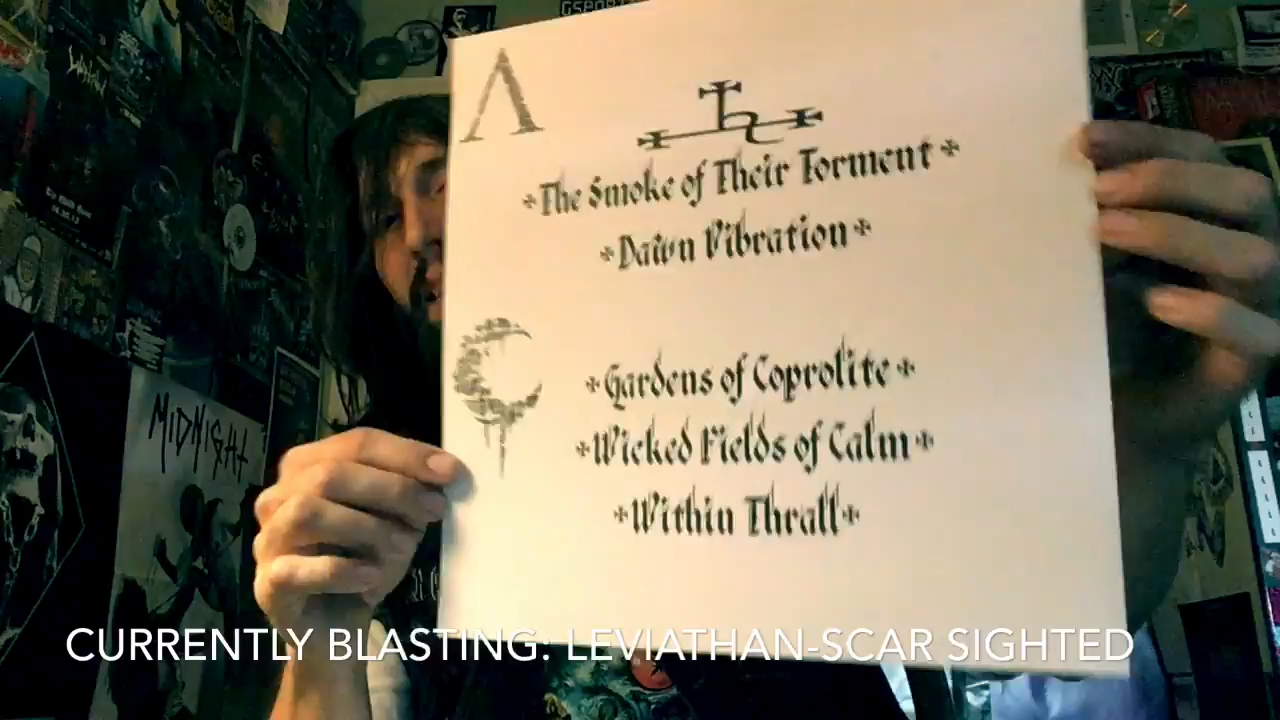 Λ
The Smoke of Their Torment
Dawn Vibration
Gardens of Coprolite
Wicked Fields of Calm
Within Thrall
MIDNIGHT
CURRENTLY BLASTING: LEVIATHAN-SCAR SIGHTED